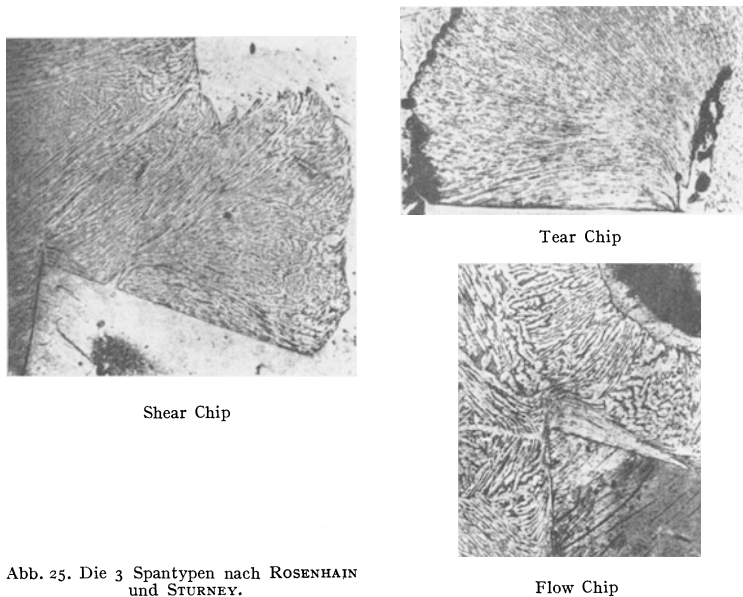 Tear Chip
Shear Chip
Flow Chip
Abb. 25. Die 3 Spantypen nach ROSENHAIN
und STURNEY.